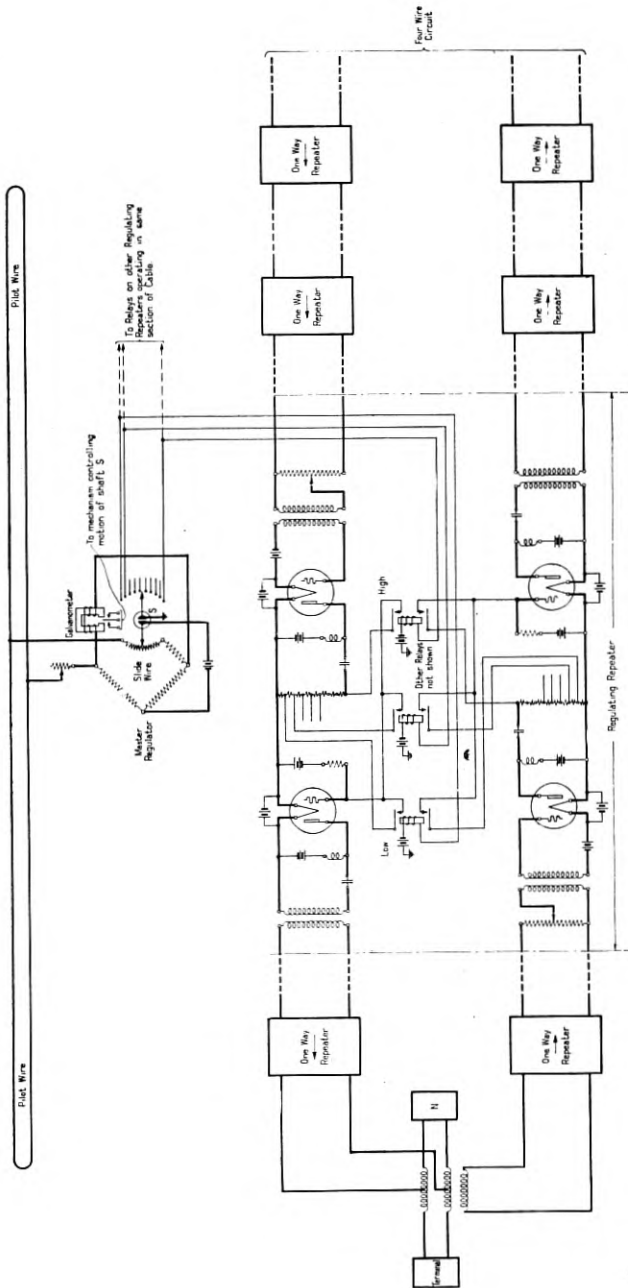 Pilot Wire
Pilot Wire
Galvanometer
To mechanism controlling
motion of shaft S
To Relays on other Regulating
Repeaters operating in same
section of Cable.
Slide
Wire
S
Master
Regulator
Four Wire
Circuit
One Way
Repeater
One Way
Repeater
One Way
Repeater
High
Other Relays
not shown
Low
Terminal
N
One Way
Repeater
Regulating Repeater
One Way
Repeater
One Way
Repeater